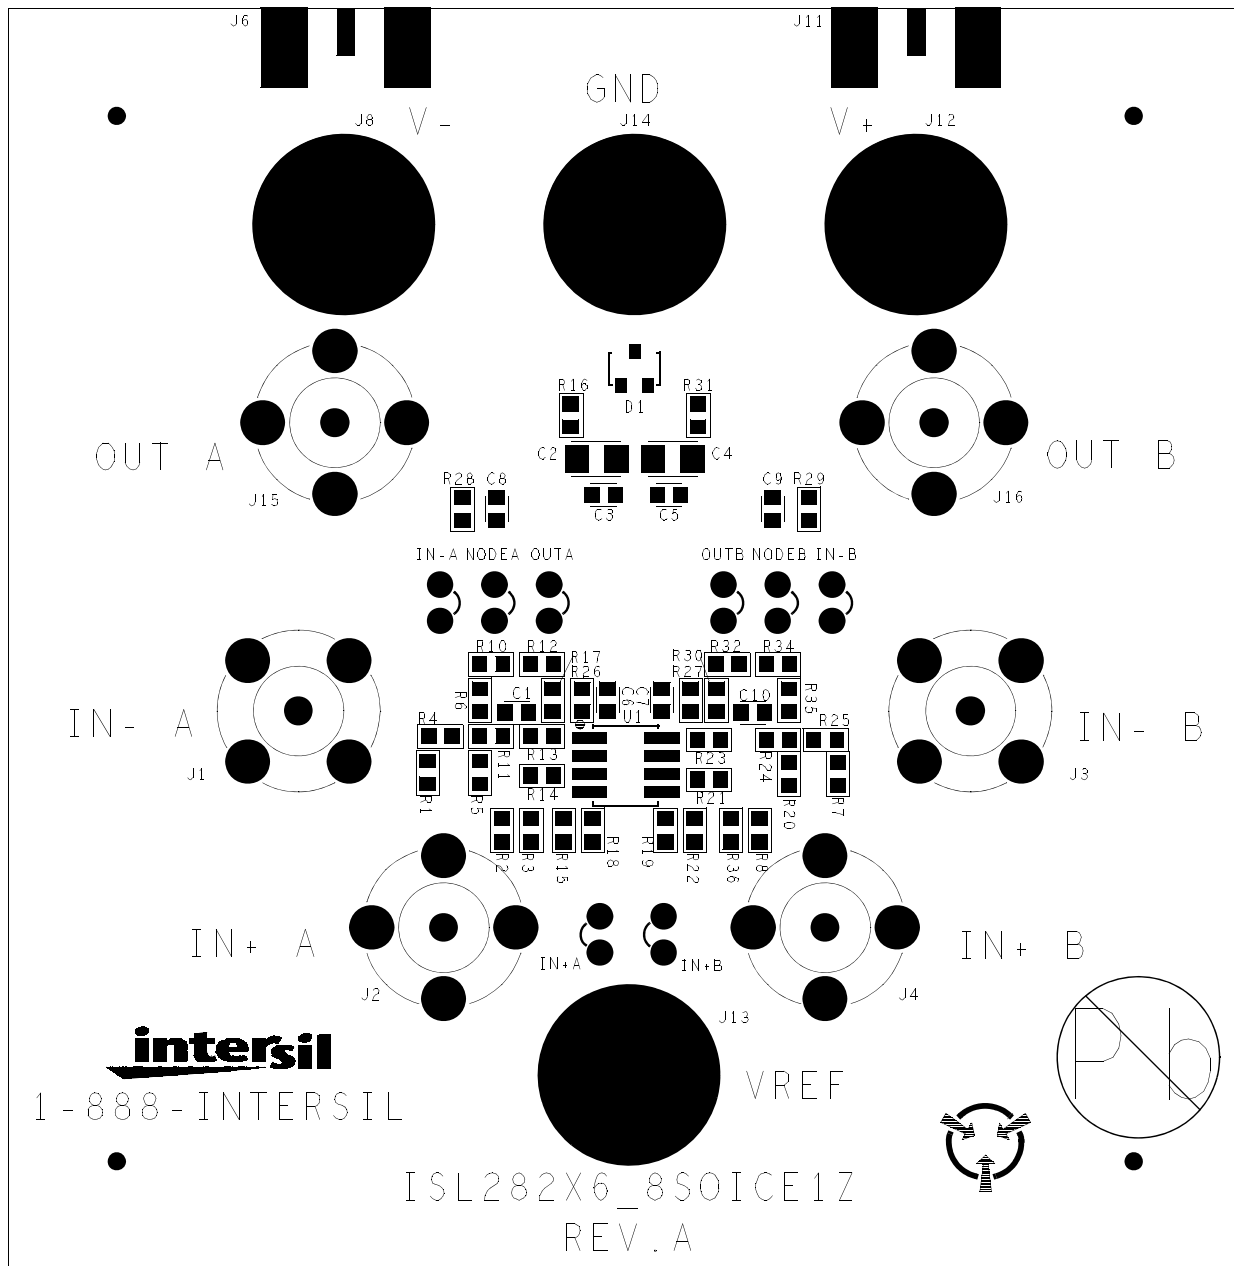 J6
J11
GND
J8
V-
J14
V+
J12
R16
D1
R31
OUT A
C2
C4
OUT B
R28
C8
C9
R29
J15
C3
C5
J16
IN-A NODEA OUTA
OUTB NODEB IN-B
R10
R12
R17
R26
R30
R27
R32
R34
R6
C1
C6
C7
C10
R35
U1
IN- A
R4
R25
IN- B
R11
R13
R23
R24
J1
J3
R1
R5
R14
R21
R20
R7
R2
R3
R15
R18
R19
R22
R36
R8
IN+ A
IN+A
IN+B
IN+ B
J2
J4
J13
Pb
intersil
VREF
1-888-INTERSIL
ISL282X6_8SOICE1Z
REV.A